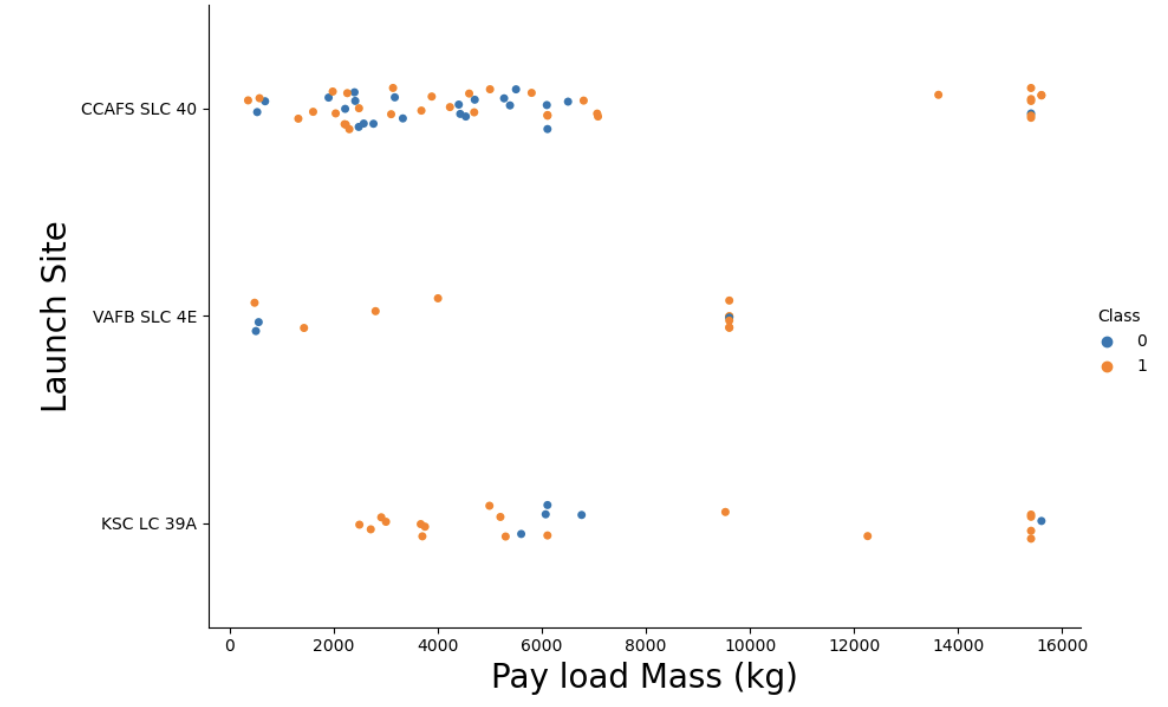 CCAFS SLC 40
VAFB SLC 4E
KSC LC 39A
Launch Site
0 2000 4000 6000 8000 10000 12000 14000 16000
Pay load Mass (kg)
Class
0
1